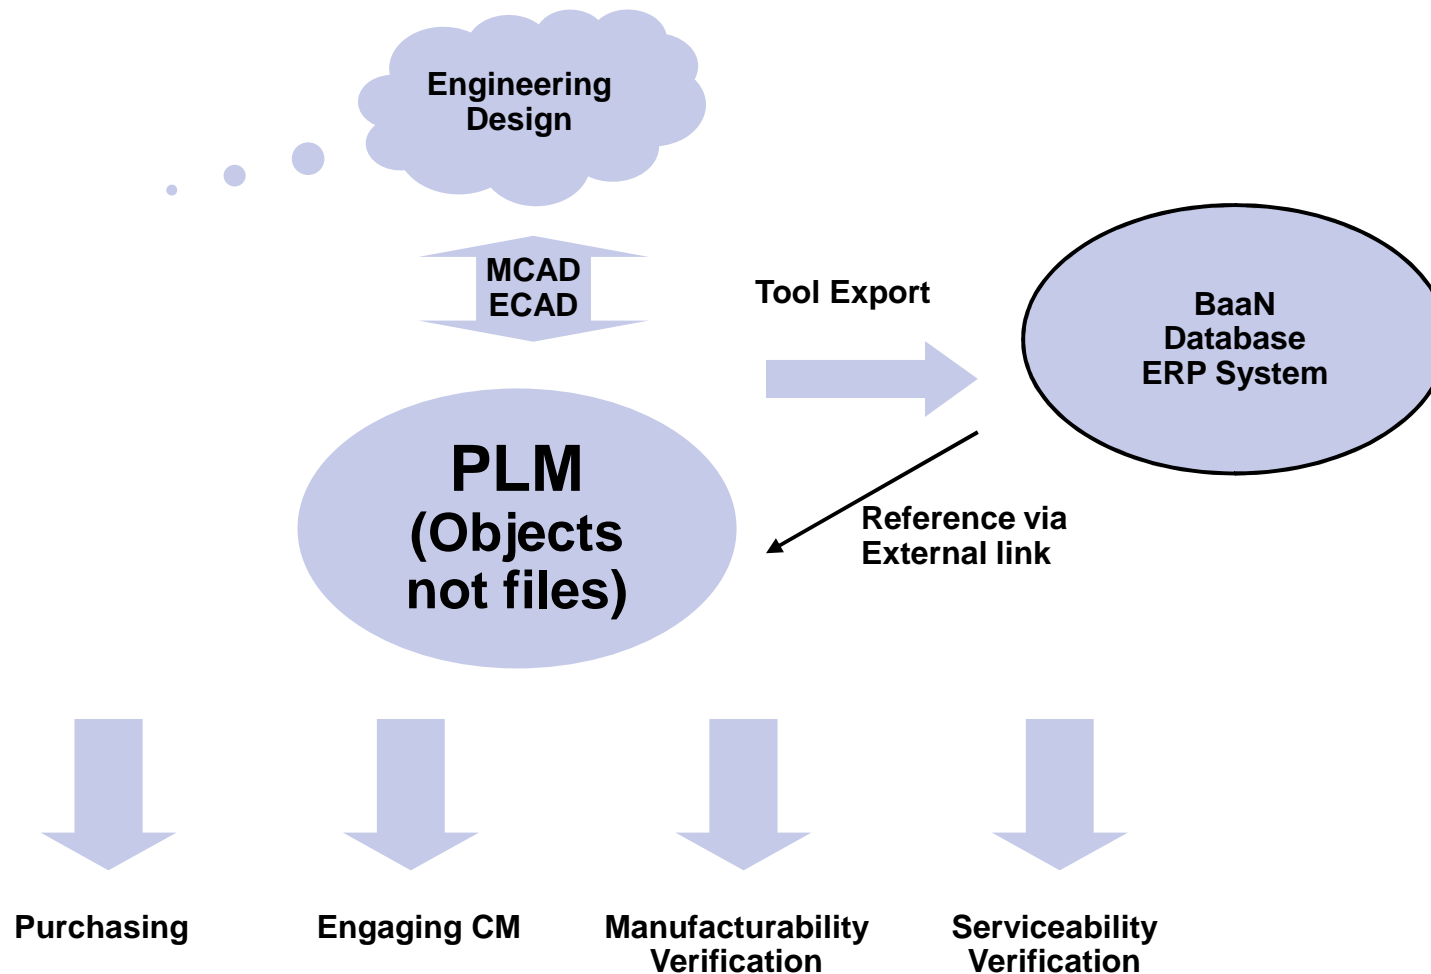 Engineering
Design
MCAD
ECAD
Tool Export
BaaN
Database
ERP System
PLM
(Objects
not files)
Reference via
External link
Purchasing
Engaging CM
Manufacturability
Verification
Serviceability
Verification